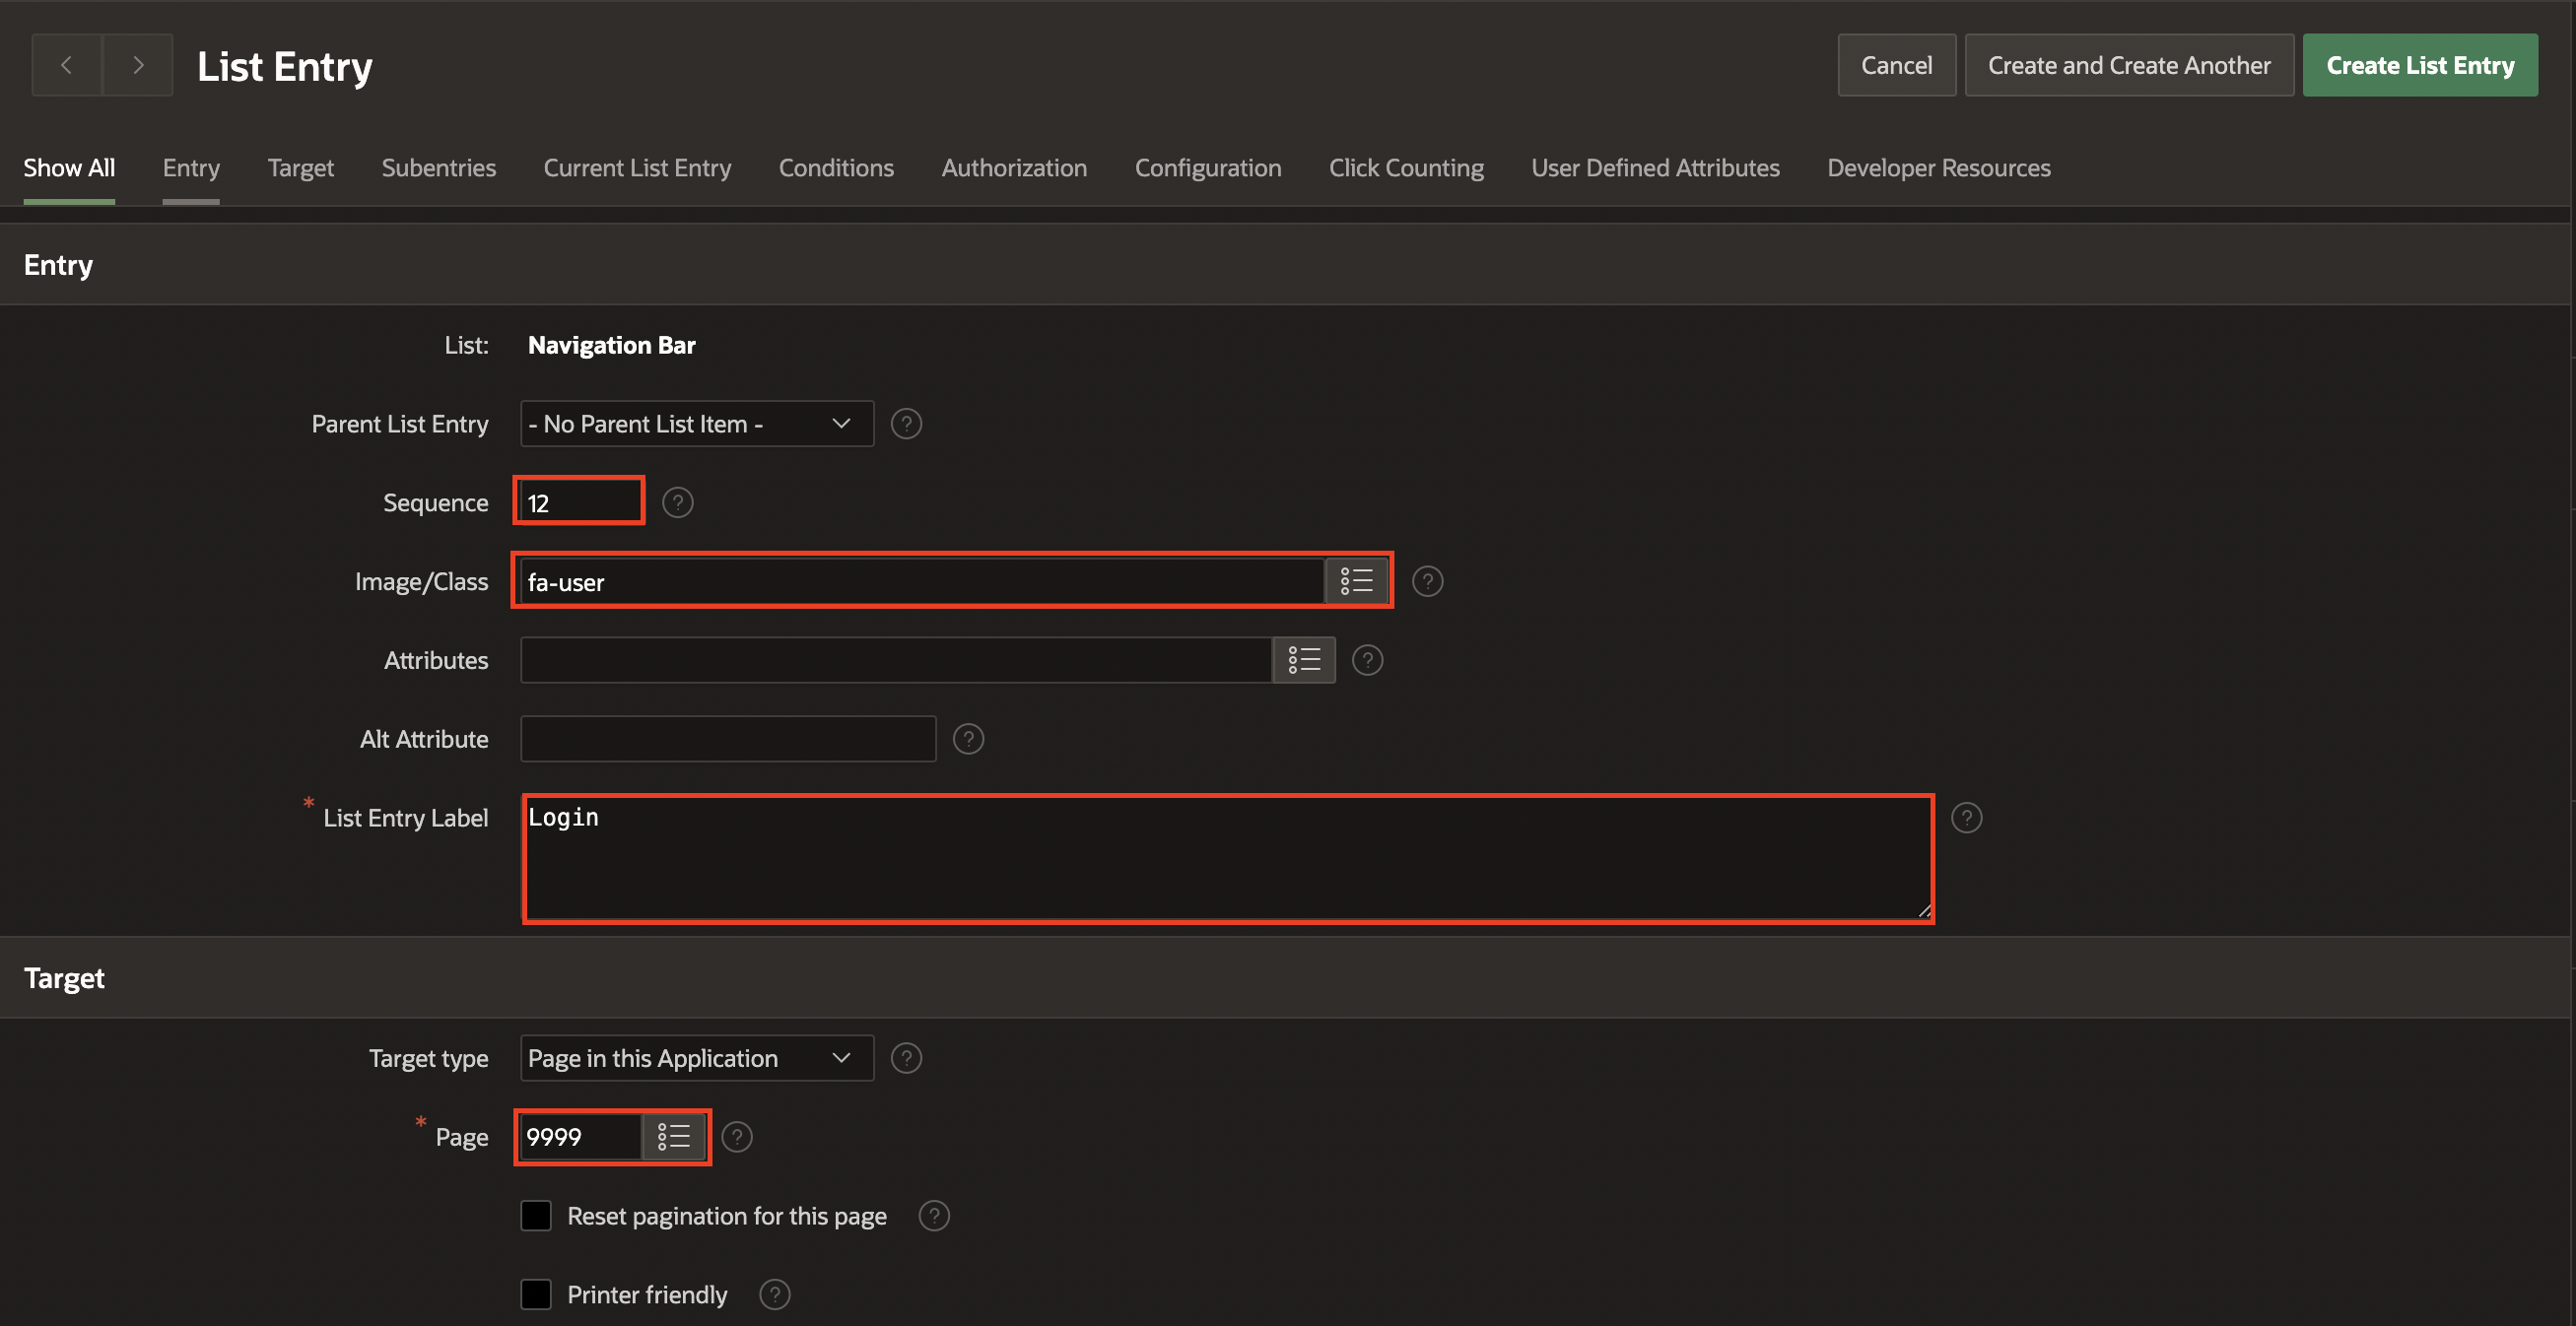 List Entry
Cancel
Create and Create Another
Create List Entry
Show All
Entry
Target
Subentries
Current List Entry
Conditions
Authorization
Configuration
Click Counting
User Defined Attributes
Developer Resources
Entry
List: Navigation Bar
Parent List Entry - No Parent List Item - ?
Sequence 12 ?
Image/Class fa-user ?
Attributes ?
Alt Attribute ?
* List Entry Label Login ?
Target
Target type Page in this Application ?
* Page 9999 ?
Reset pagination for this page ?
Printer friendly ?